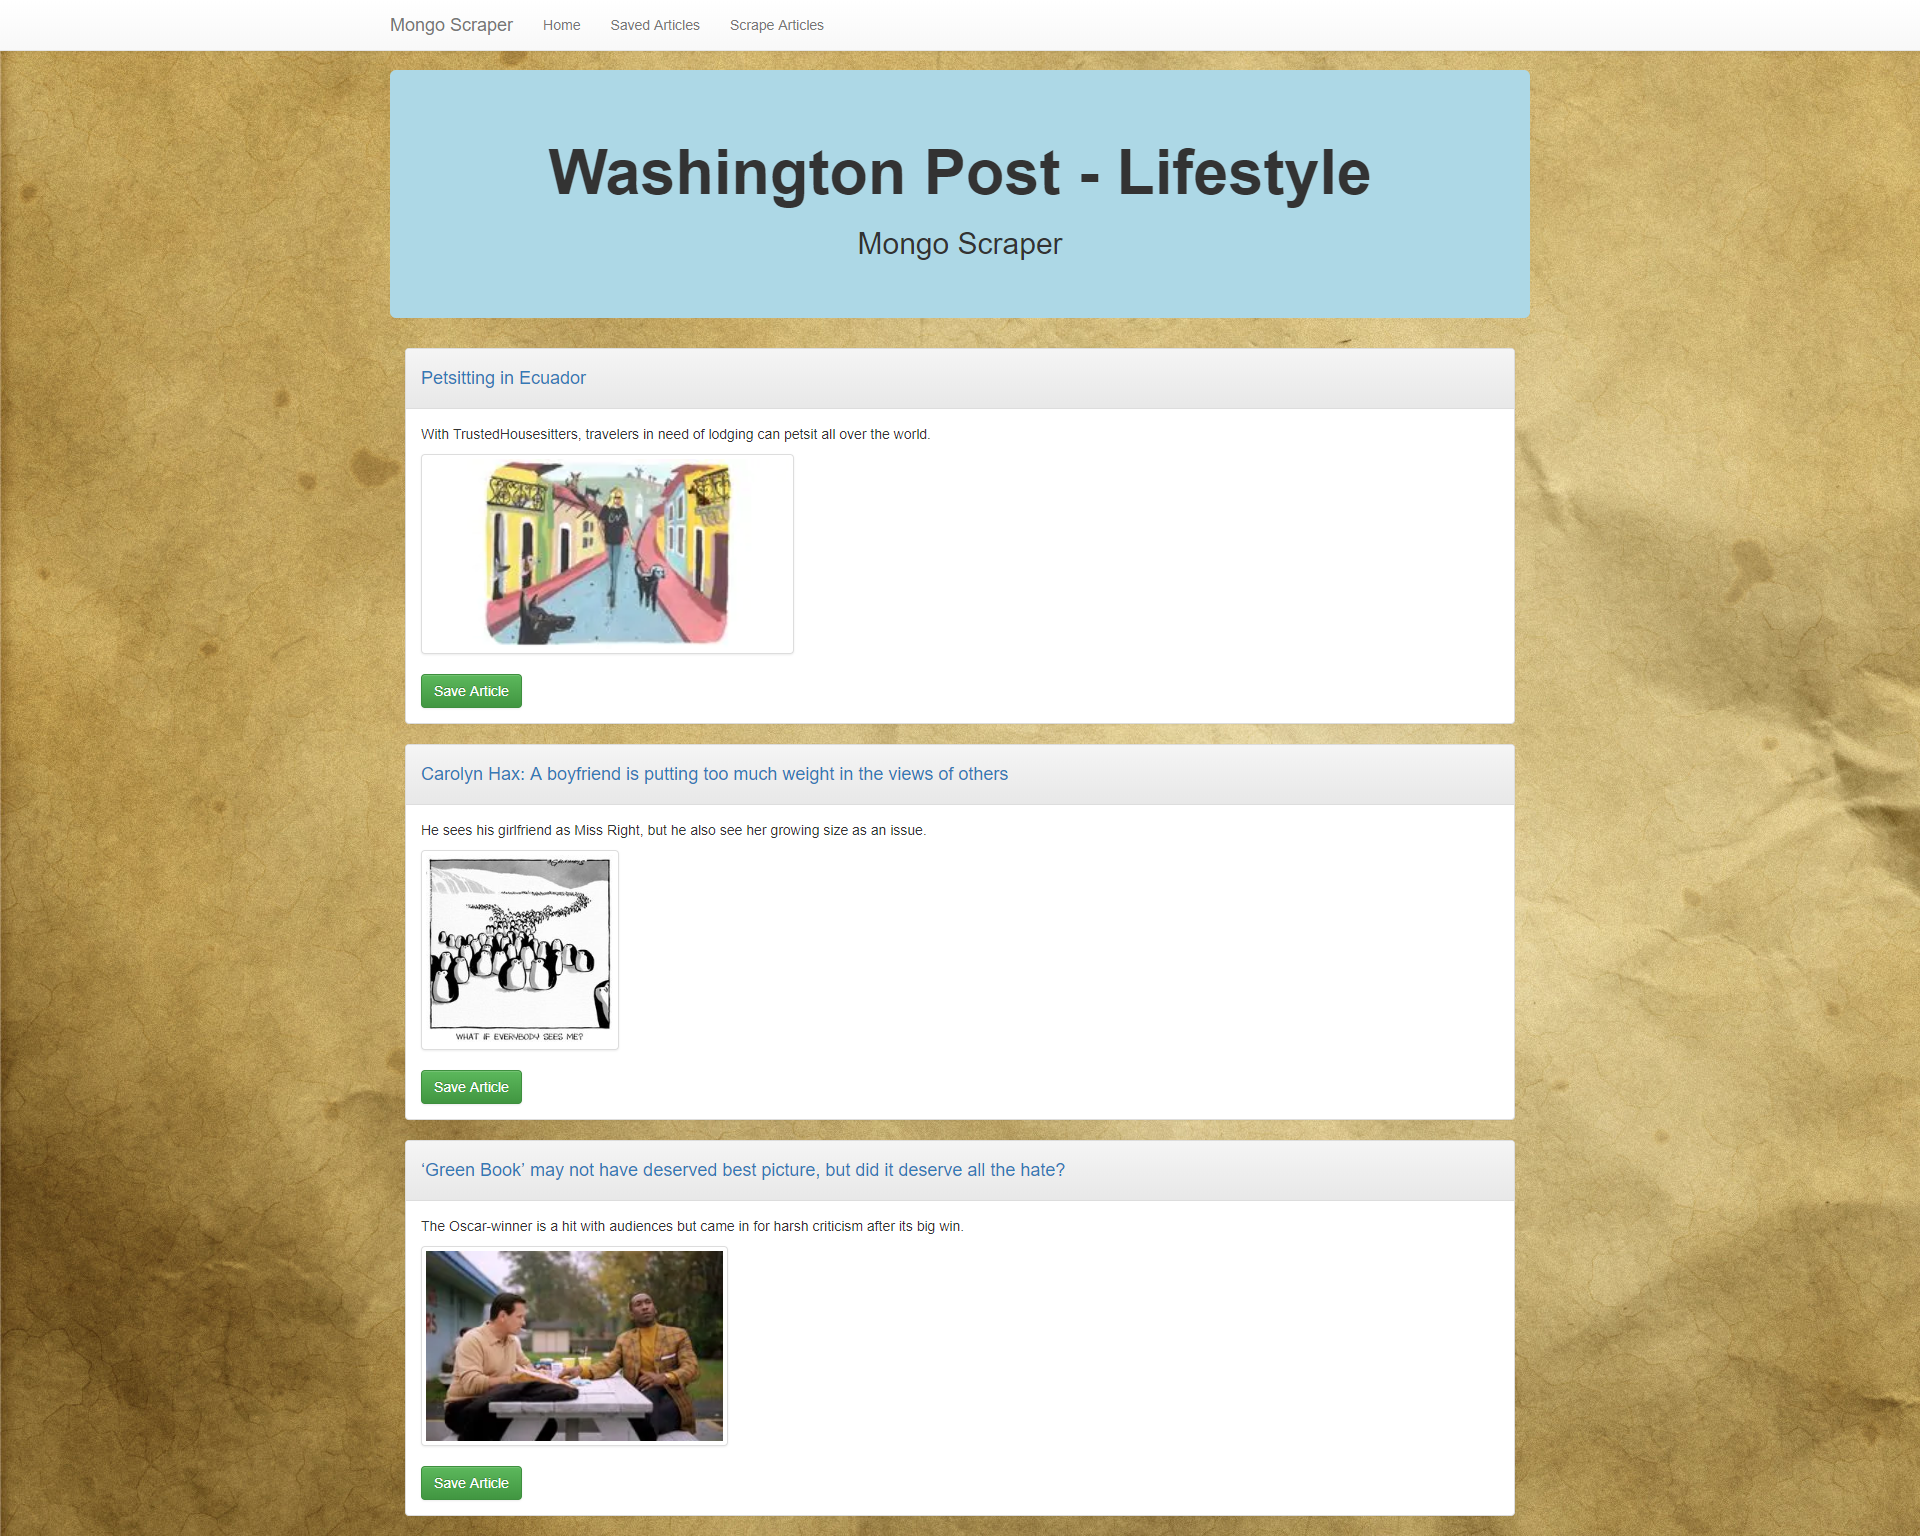 Mongo Scraper Home Saved Articles Scrape Articles
Washington Post - Lifestyle
Mongo Scraper
Petsitting in Ecuador
With TrustedHousesitters, travelers in need of lodging can petsit all over the world.
Save Article
Carolyn Hax: A boyfriend is putting too much weight in the views of others
He sees his girlfriend as Miss Right, but he also see her growing size as an issue.
WHAT IF EVERYBODY SEES ME?
Save Article
‘Green Book’ may not have deserved best picture, but did it deserve all the hate?
The Oscar-winner is a hit with audiences but came in for harsh criticism after its big win.
Save Article